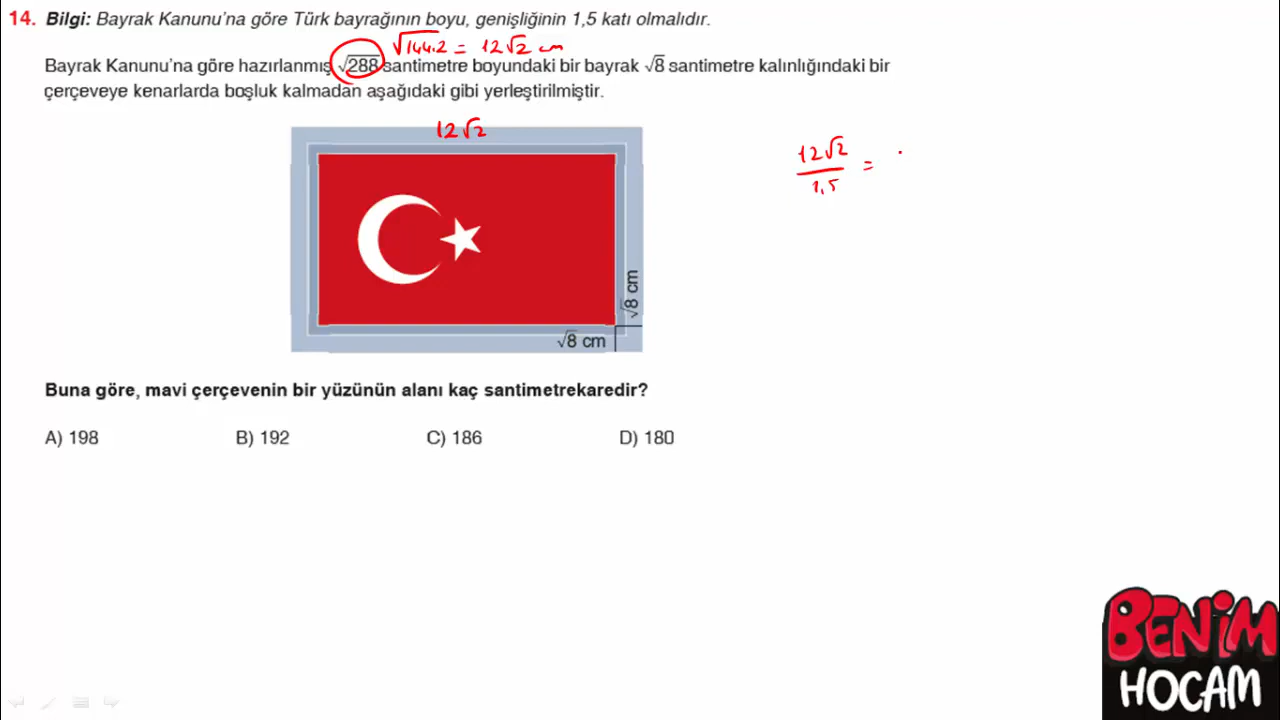 14. Bilgi: Bayrak Kanunu'na göre Türk bayrağının boyu, genişliğinin 1,5 katı olmalıdır.
√144.2 = 12√2 cm
Bayrak Kanunu'na göre hazırlanmış √288 santimetre boyundaki bir bayrak √8 santimetre kalınlığındaki bir
çerçeveye kenarlarda boşluk kalmadan aşağıdaki gibi yerleştirilmiştir.
12√2
12√2
=
1,5
√8 cm
√8 cm
Buna göre, mavi çerçevenin bir yüzünün alanı kaç santimetrekaredir?
A) 198 B) 192 C) 186 D) 180
BENİM
HOCAM